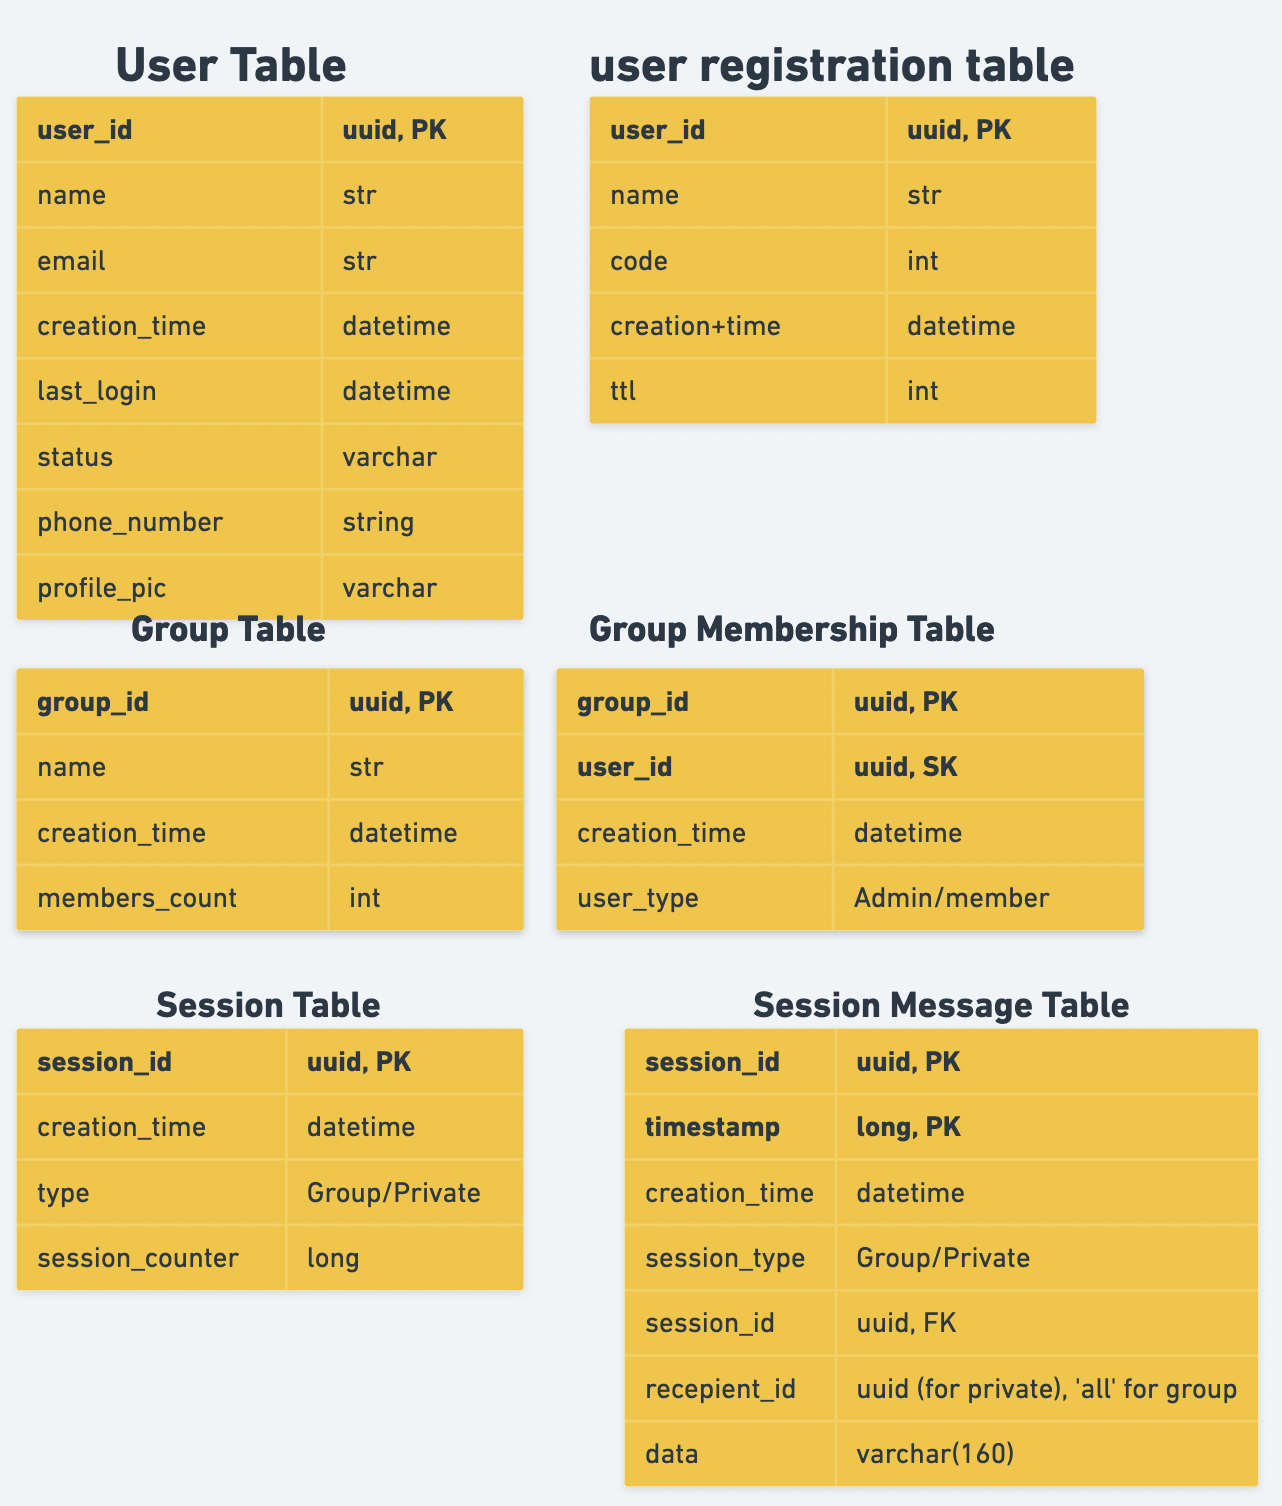 User Table
user_id uuid, PK
name str
email str
creation_time datetime
last_login datetime
status varchar
phone_number string
profile_pic varchar
user registration table
user_id uuid, PK
name str
code int
creation+time datetime
ttl int
Group Table
group_id uuid, PK
name str
creation_time datetime
members_count int
Group Membership Table
group_id uuid, PK
user_id uuid, SK
creation_time datetime
user_type Admin/member
Session Table
session_id uuid, PK
creation_time datetime
type Group/Private
session_counter long
Session Message Table
session_id uuid, PK
timestamp long, PK
creation_time datetime
session_type Group/Private
session_id uuid, FK
recepient_id uuid (for private), 'all' for group
data varchar(160)